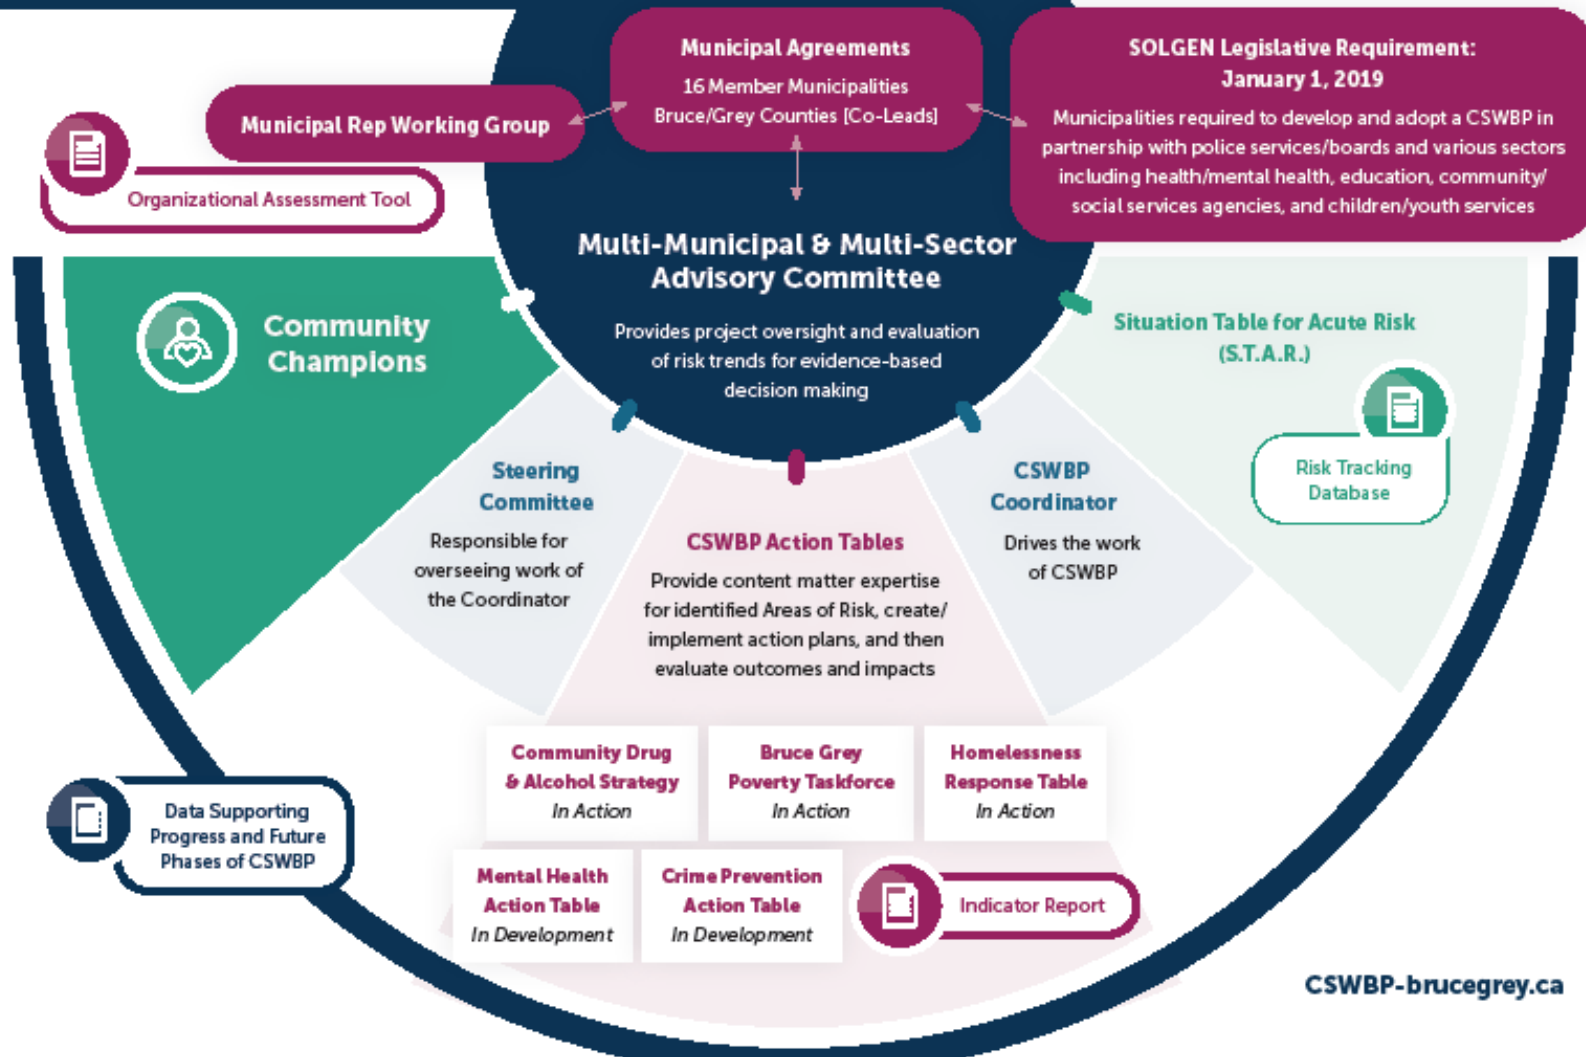 Municipal Agreements
16 Member Municipalities
Bruce/Grey Counties [Co-Leads]
SOLGEN Legislative Requirement:
January 1, 2019
Municipalities required to develop and adopt a CSWBP in
partnership with police services/boards and various sectors
including health/mental health, education, community/
social services agencies, and children/youth services
Municipal Rep Working Group
Organizational Assessment Tool
Multi-Municipal & Multi-Sector
Advisory Committee
Provides project oversight and evaluation
of risk trends for evidence-based
decision making
Community
Champions
Situation Table for Acute Risk
(S.T.A.R.)
Risk Tracking
Database
Steering
Committee
Responsible for
overseeing work of
the Coordinator
CSWBP Action Tables
Provide content matter expertise
for identified Areas of Risk, create/
implement action plans, and then
evaluate outcomes and impacts
CSWBP
Coordinator
Drives the work
of CSWBP
Community Drug
& Alcohol Strategy
In Action
Bruce Grey
Poverty Taskforce
In Action
Homelessness
Response Table
In Action
Mental Health
Action Table
In Development
Crime Prevention
Action Table
In Development
Indicator Report
Data Supporting
Progress and Future
Phases of CSWBP
CSWBP-brucegrey.ca